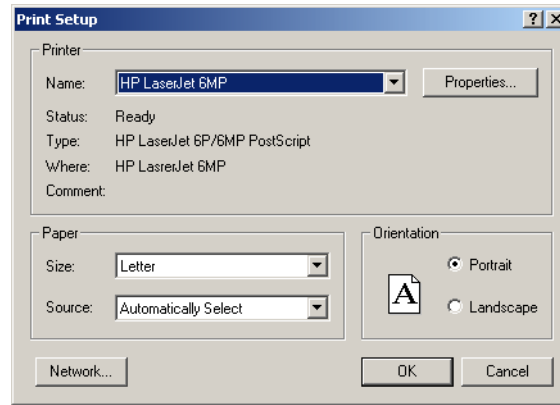 Print Setup
Printer
Name: HP LaserJet 6MP Properties...
Status: Ready
Type: HP LaserJet 6P/6MP PostScript
Where: HP LasrerJet 6MP
Comment:
Paper
Size: Letter
Source: Automatically Select
Orientation
A
Portrait
Landscape
Network... OK Cancel